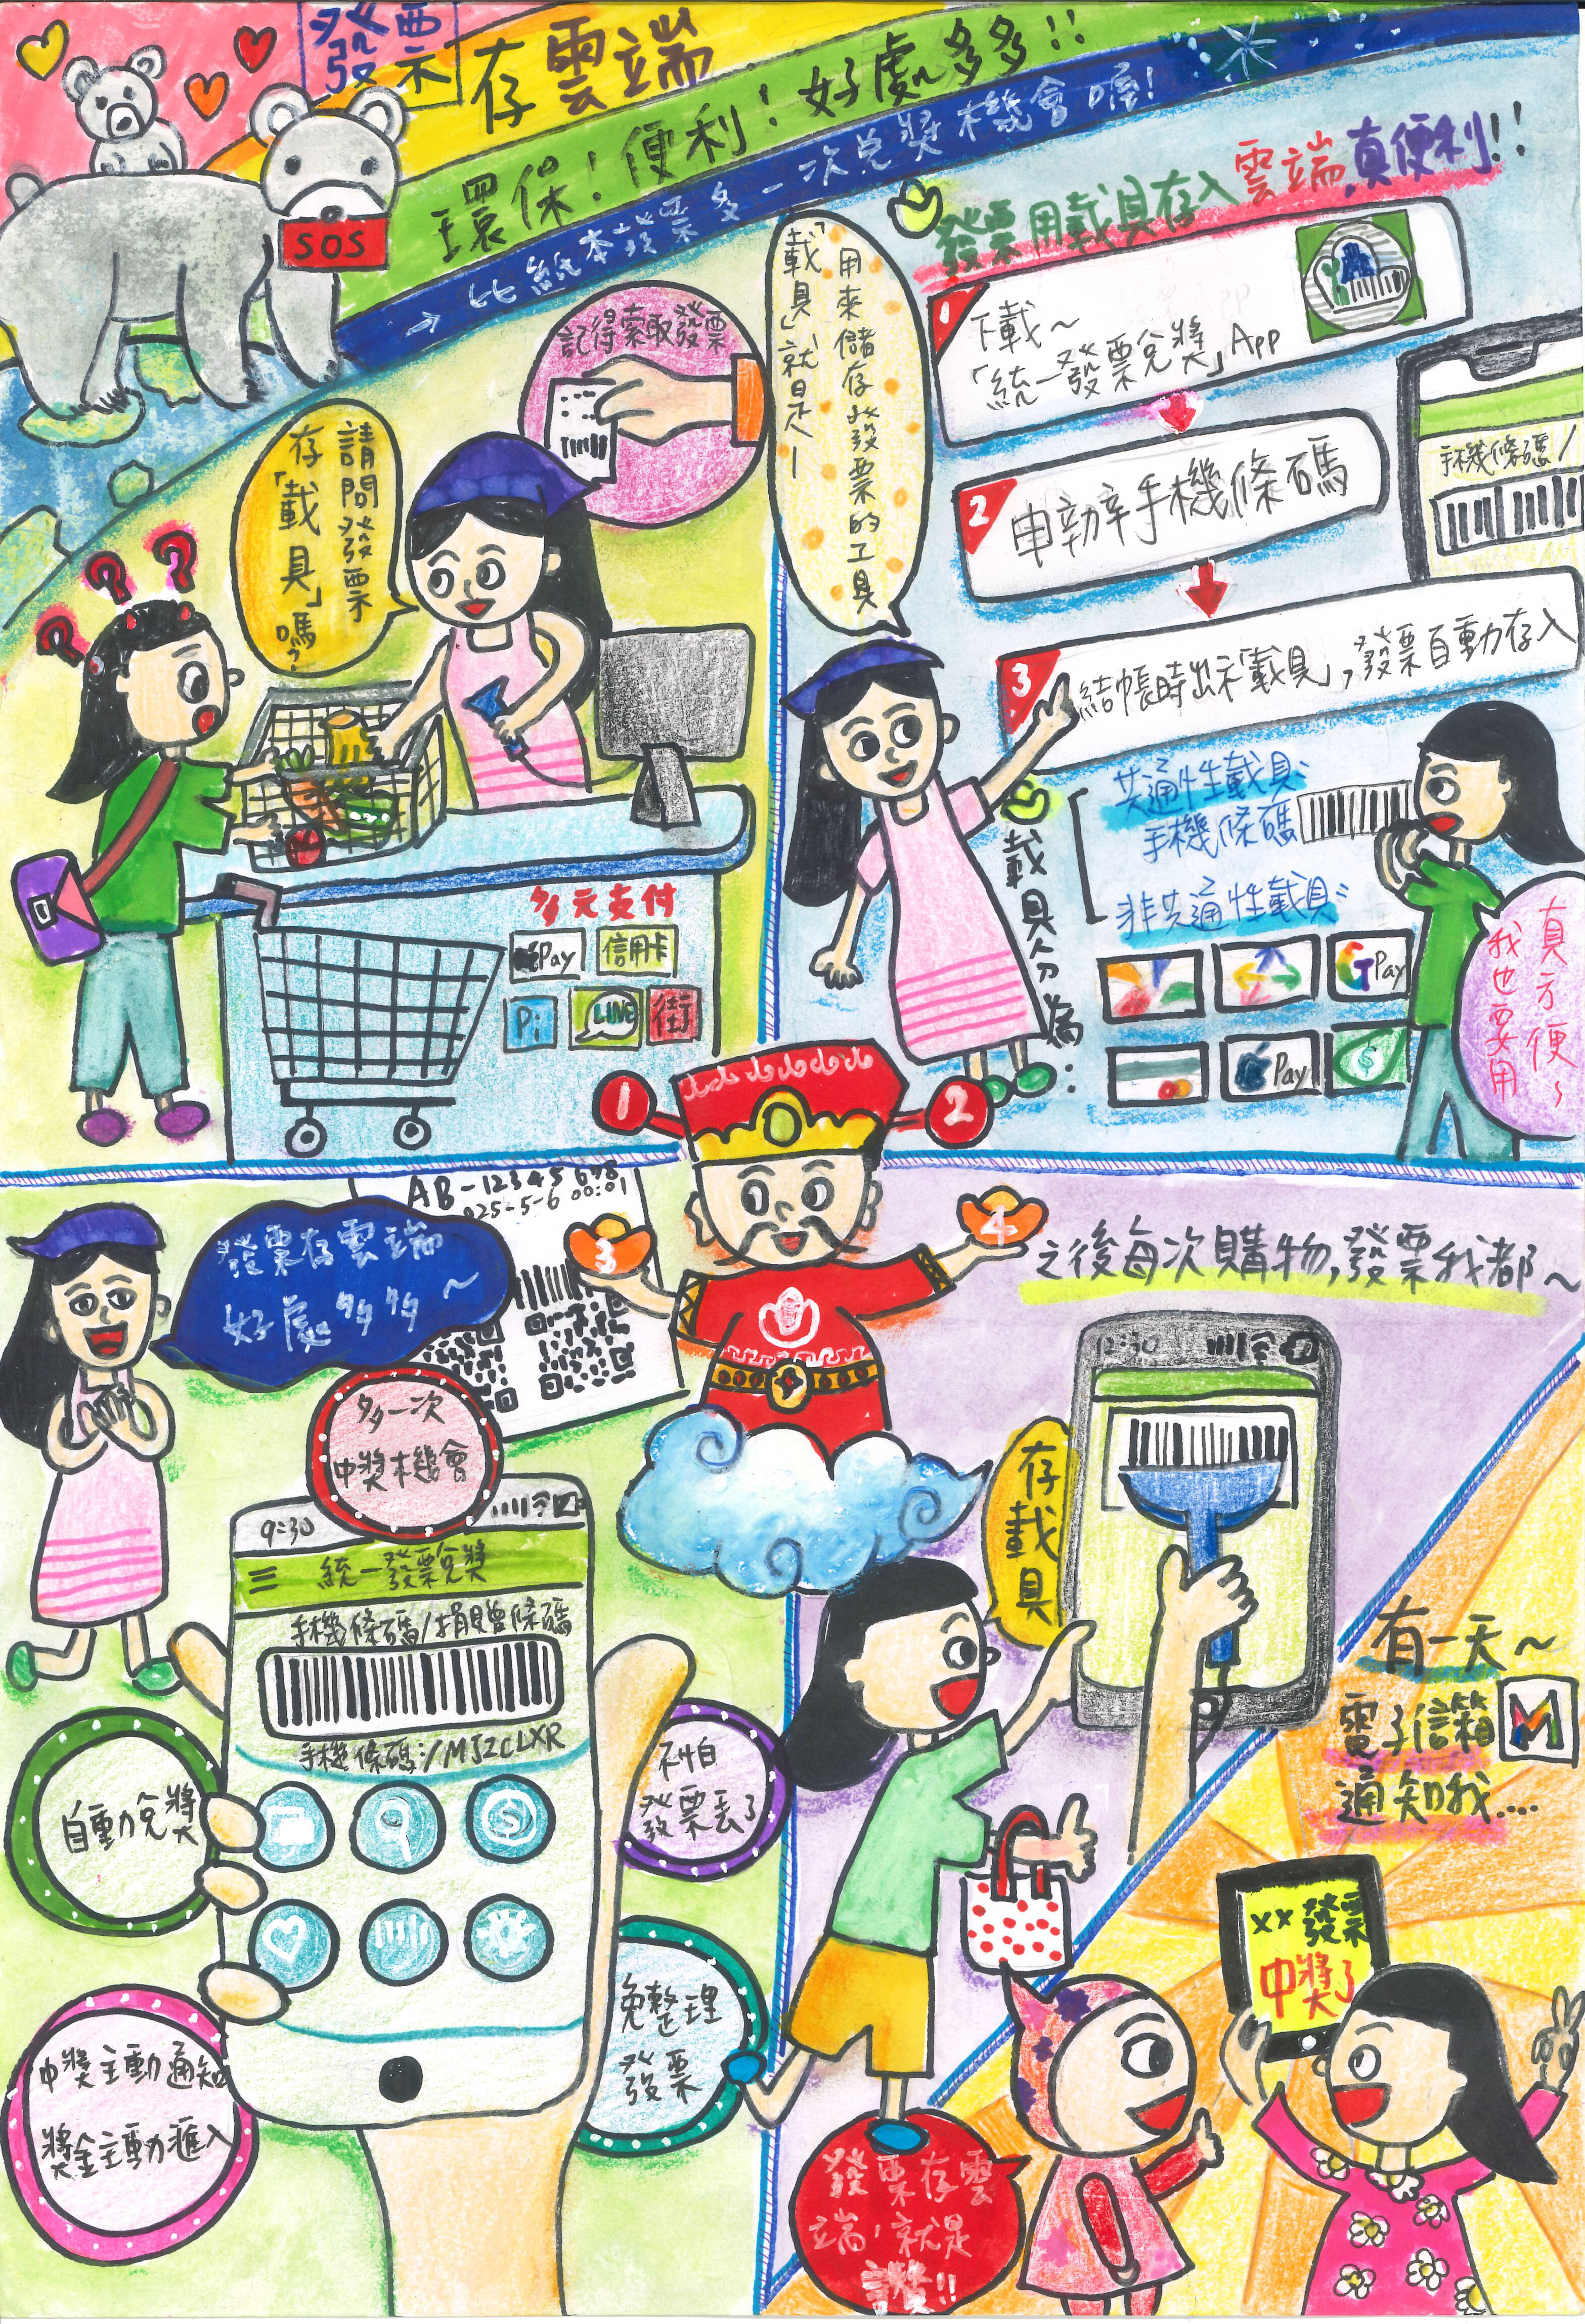 發票
存雲端
環保！便利！好處多多！！
→比紙本發票多一次兌獎機會唷！
SOS
記得索取發票
請問發票
存「載具」嗎？
多元支付
Pay
信用卡
Pi
LINE
街
「載具」就是—
用來儲存發票的工具
發票用載具存入雲端，真便利！！
1
下載～
「統一發票兌獎」App
2
申辦手機條碼
手機條碼/
3
結帳時出示「載具」，發票自動存入
載具分為：
共通性載具：
手機條碼
非共通性載具：
G Pay
Pay
$
真方便～
我也要用
1
2
3
4
AB-12345678
025-5-6 00:01
發票存雲端
好處多多～
多一次
中獎機會
9:30
統一發票兌獎
手機條碼/捐贈條碼
手機條碼：/MJ2CLXR
$
自動兌獎
不怕
發票丟了
中獎主動通知
獎金主動匯入
免整理
發票
之後每次購物，發票我都～
12:30
存載具
有一天～
電子信箱
M
通知我....
xx發票
中獎了
發票存雲
端，就是
讚！！